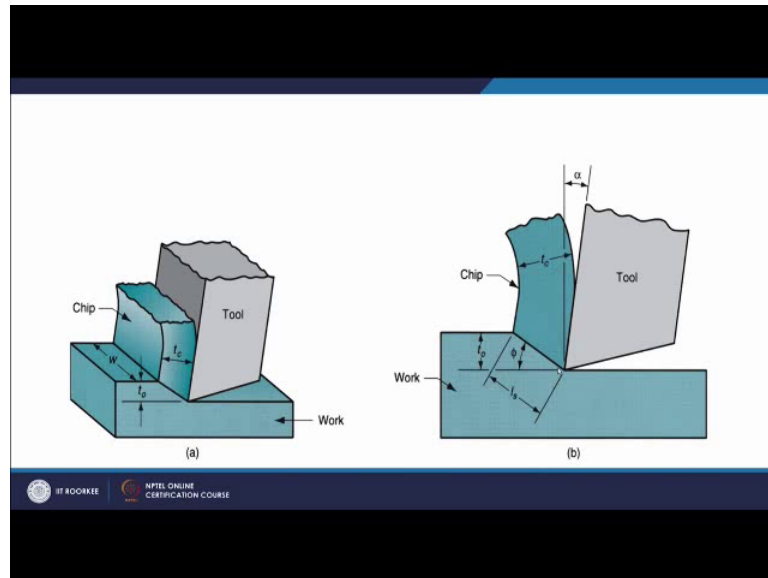 Chip
Tool
w
t_c
t_o
Work
(a)
α
Chip
t_c
Tool
t_o
φ
l_s
Work
(b)
IIT ROORKEE
NPTEL ONLINE
CERTIFICATION COURSE